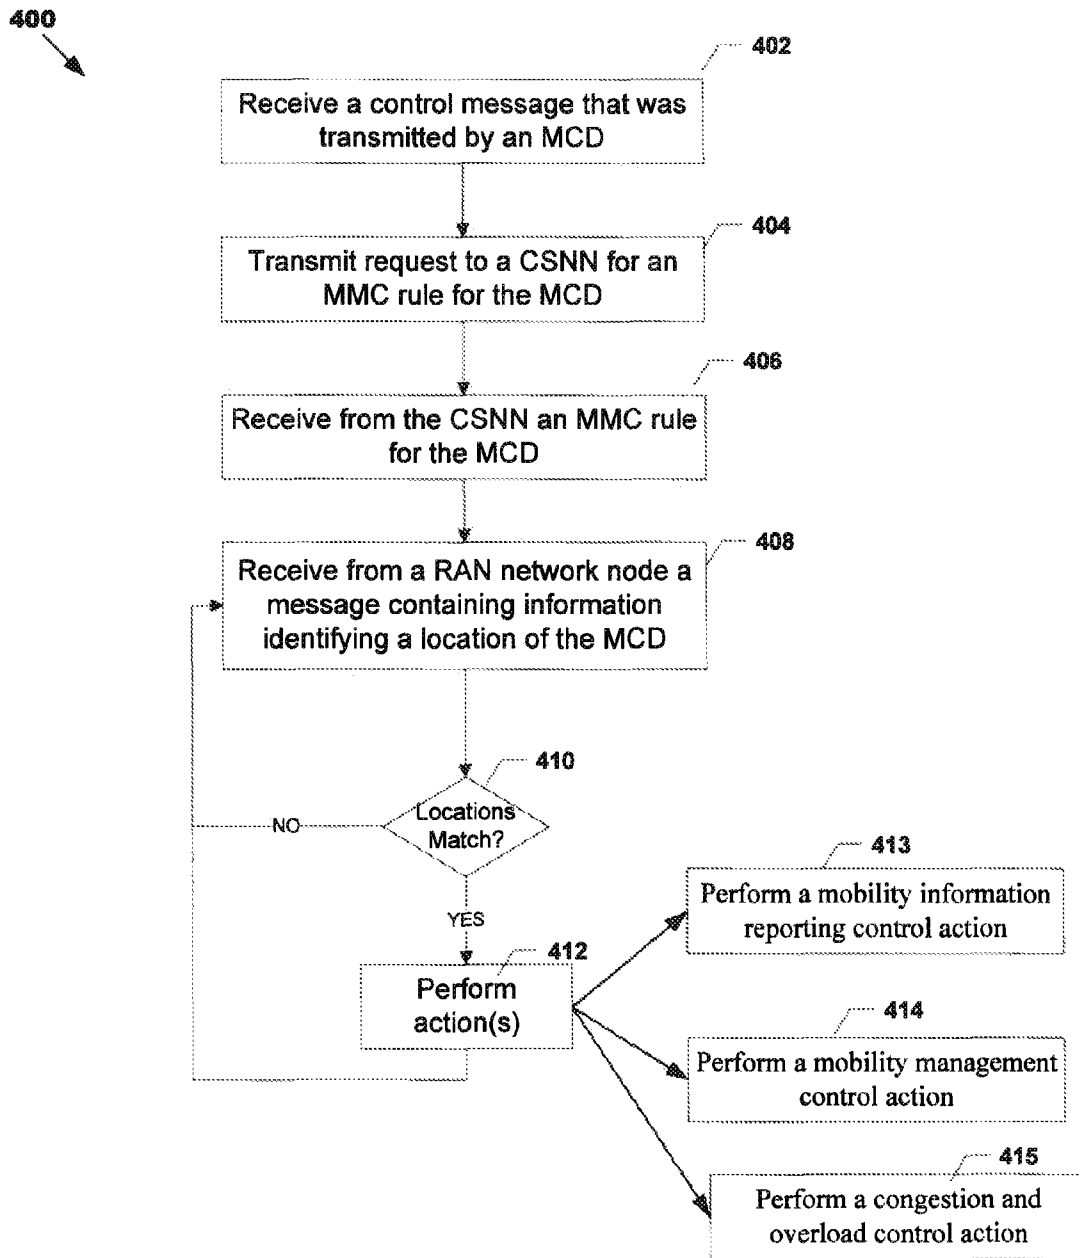 400
402
Receive a control message that was
transmitted by an MCD
404
Transmit request to a CSNN for an
MMC rule for the MCD
406
Receive from the CSNN an MMC rule
for the MCD
408
Receive from a RAN network node a
message containing information
identifying a location of the MCD
410
Locations
Match?
NO
YES
412
Perform
action(s)
413
Perform a mobility information
reporting control action
414
Perform a mobility management
control action
415
Perform a congestion and
overload control action